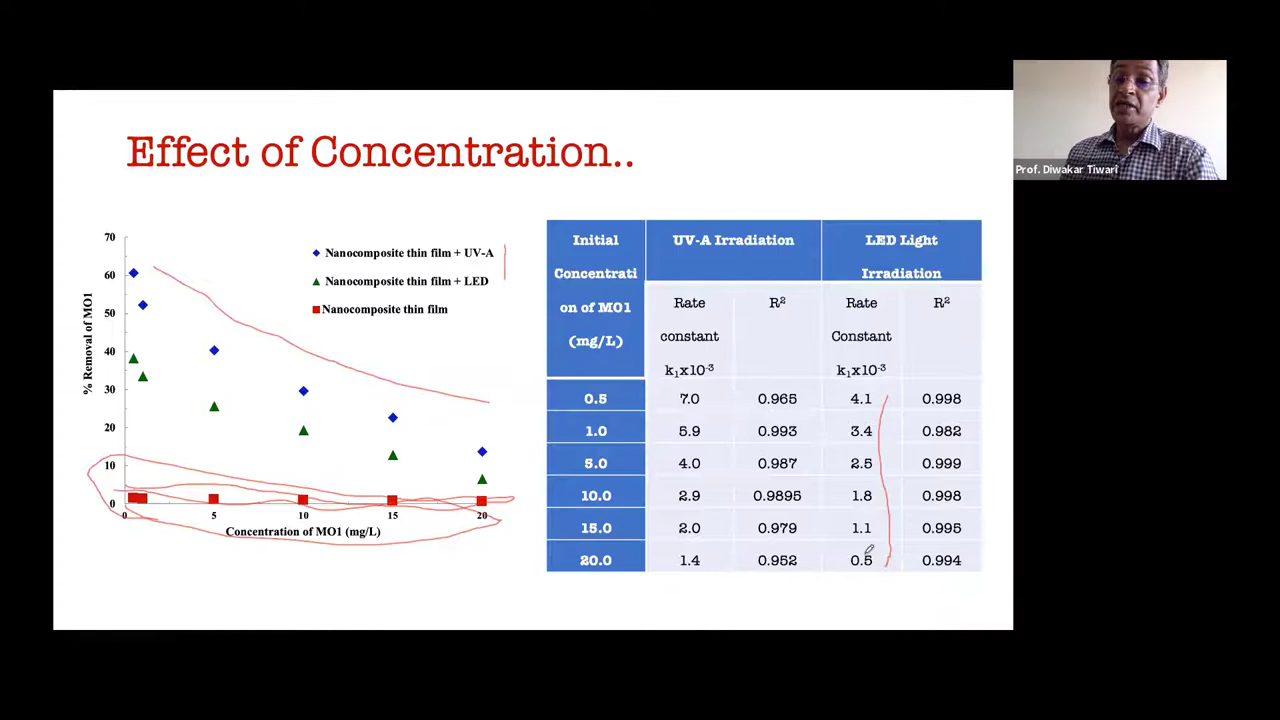 Effect of Concentration..
Prof. Diwakar Tiwari
70
60
50
40
30
20
10
0
% Removal of MO1
Nanocomposite thin film + UV-A
Nanocomposite thin film + LED
Nanocomposite thin film
0 5 10 15 20
Concentration of MO1 (mg/L)
Initial
Concentrati
on of MO1
(mg/L)
UV-A Irradiation
LED Light
Irradiation
Rate
constant
k₁x10⁻³
R²
Rate
Constant
k₁x10⁻³
R²
0.5 7.0 0.965 4.1 0.998
1.0 5.9 0.993 3.4 0.982
5.0 4.0 0.987 2.5 0.999
10.0 2.9 0.9895 1.8 0.998
15.0 2.0 0.979 1.1 0.995
20.0 1.4 0.952 0.5 0.994